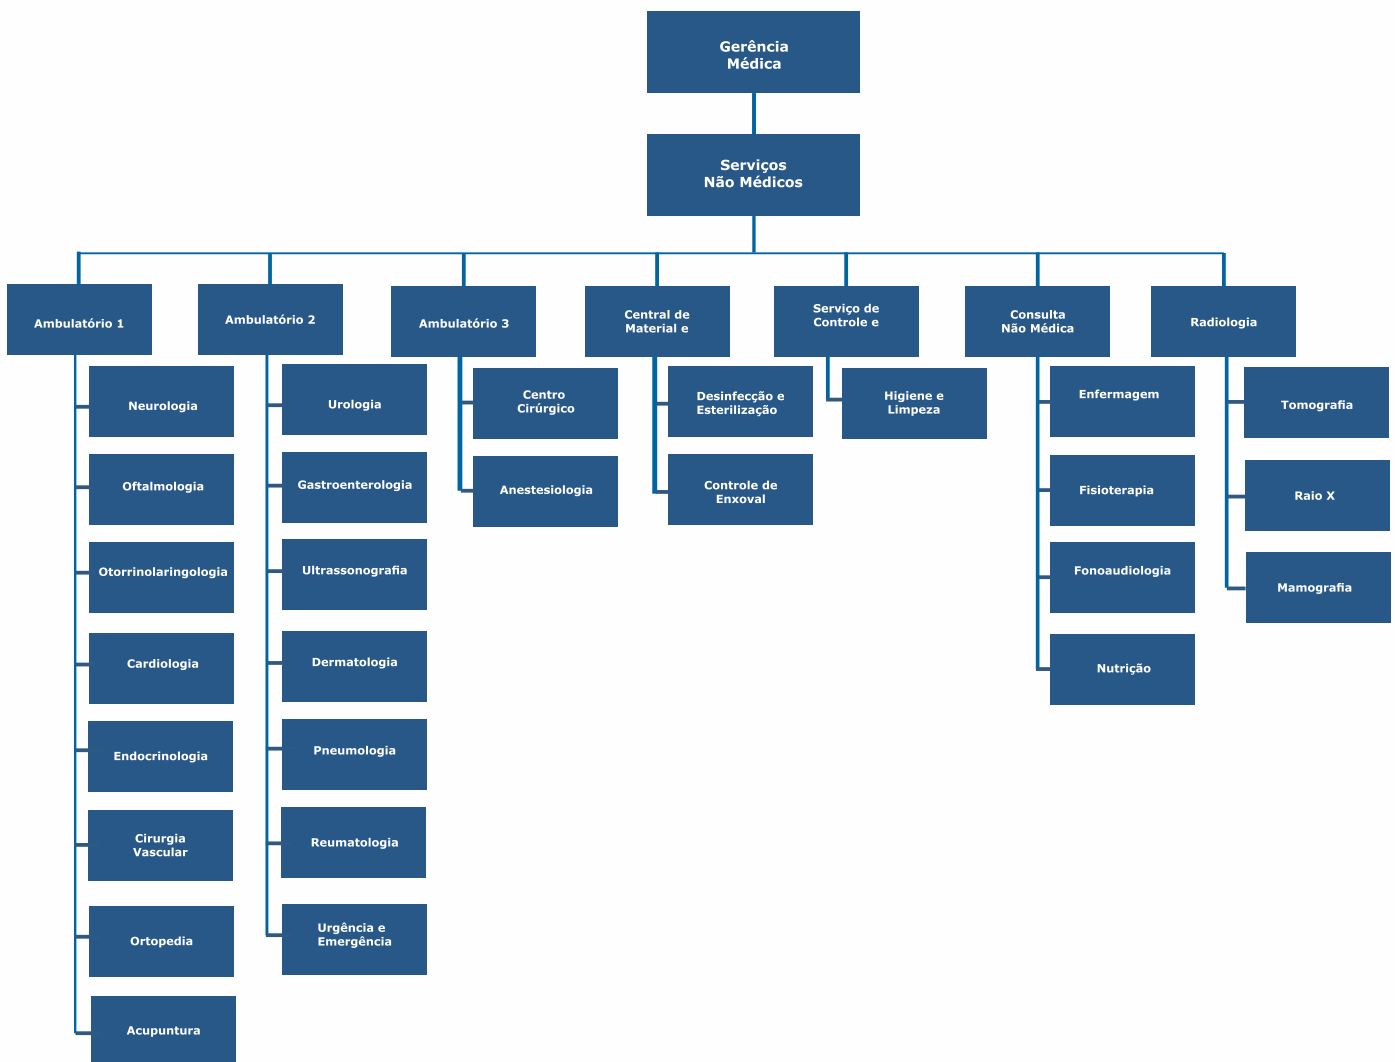 Gerência
Médica
Serviços
Não Médicos
Ambulatório 1
Neurologia
Oftalmologia
Otorrinolaringologia
Cardiologia
Endocrinologia
Cirurgia
Vascular
Ortopedia
Acupuntura
Ambulatório 2
Urologia
Gastroenterologia
Ultrassonografia
Dermatologia
Pneumologia
Reumatologia
Urgência e
Emergência
Ambulatório 3
Centro
Cirúrgico
Anestesiologia
Central de
Material e
Desinfecção e
Esterilização
Controle de
Enxoval
Serviço de
Controle e
Higiene e
Limpeza
Consulta
Não Médica
Enfermagem
Fisioterapia
Fonoaudiologia
Nutrição
Radiologia
Tomografia
Raio X
Mamografia